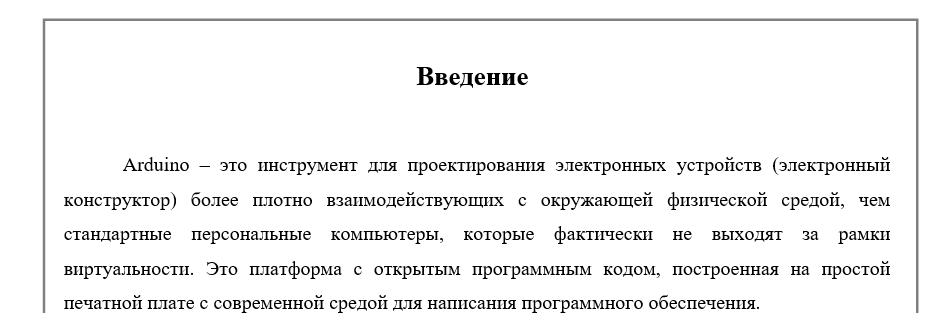 Введение
Arduino – это инструмент для проектирования электронных устройств (электронный
конструктор) более плотно взаимодействующих с окружающей физической средой, чем
стандартные персональные компьютеры, которые фактически не выходят за рамки
виртуальности. Это платформа с открытым программным кодом, построенная на простой
печатной плате с современной средой для написания программного обеспечения.